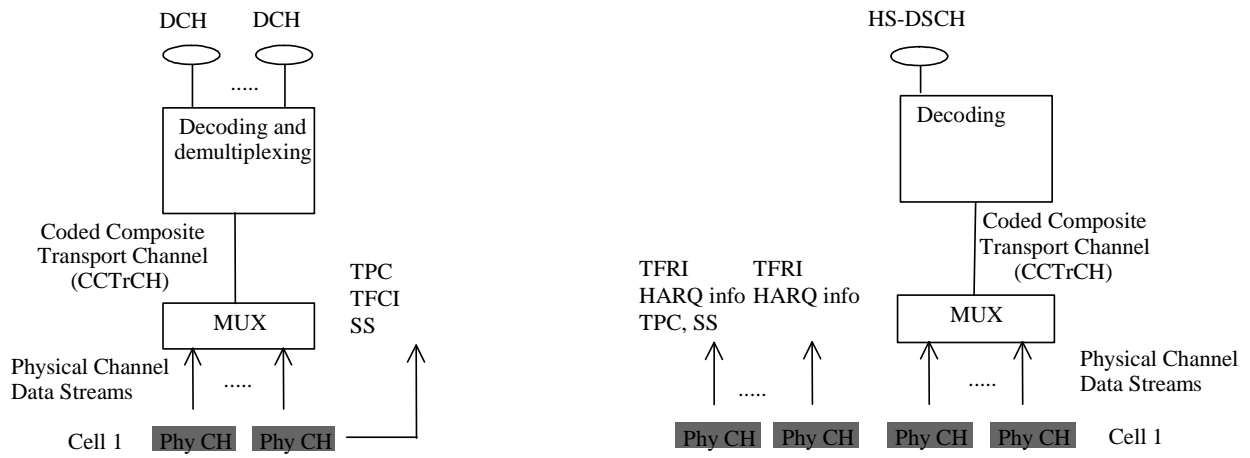 DCH DCH
.....
Decoding and
demultiplexing
Coded Composite
Transport Channel
(CCTrCH)
MUX
TPC
TFCI
SS
Physical Channel
Data Streams
.....
Cell 1 Phy CH Phy CH
HS-DSCH
Decoding
Coded Composite
Transport Channel
(CCTrCH)
TFRI
HARQ info
TPC, SS
TFRI
HARQ info
MUX
Physical Channel
Data Streams
.....
.....
Phy CH Phy CH Phy CH Phy CH Cell 1